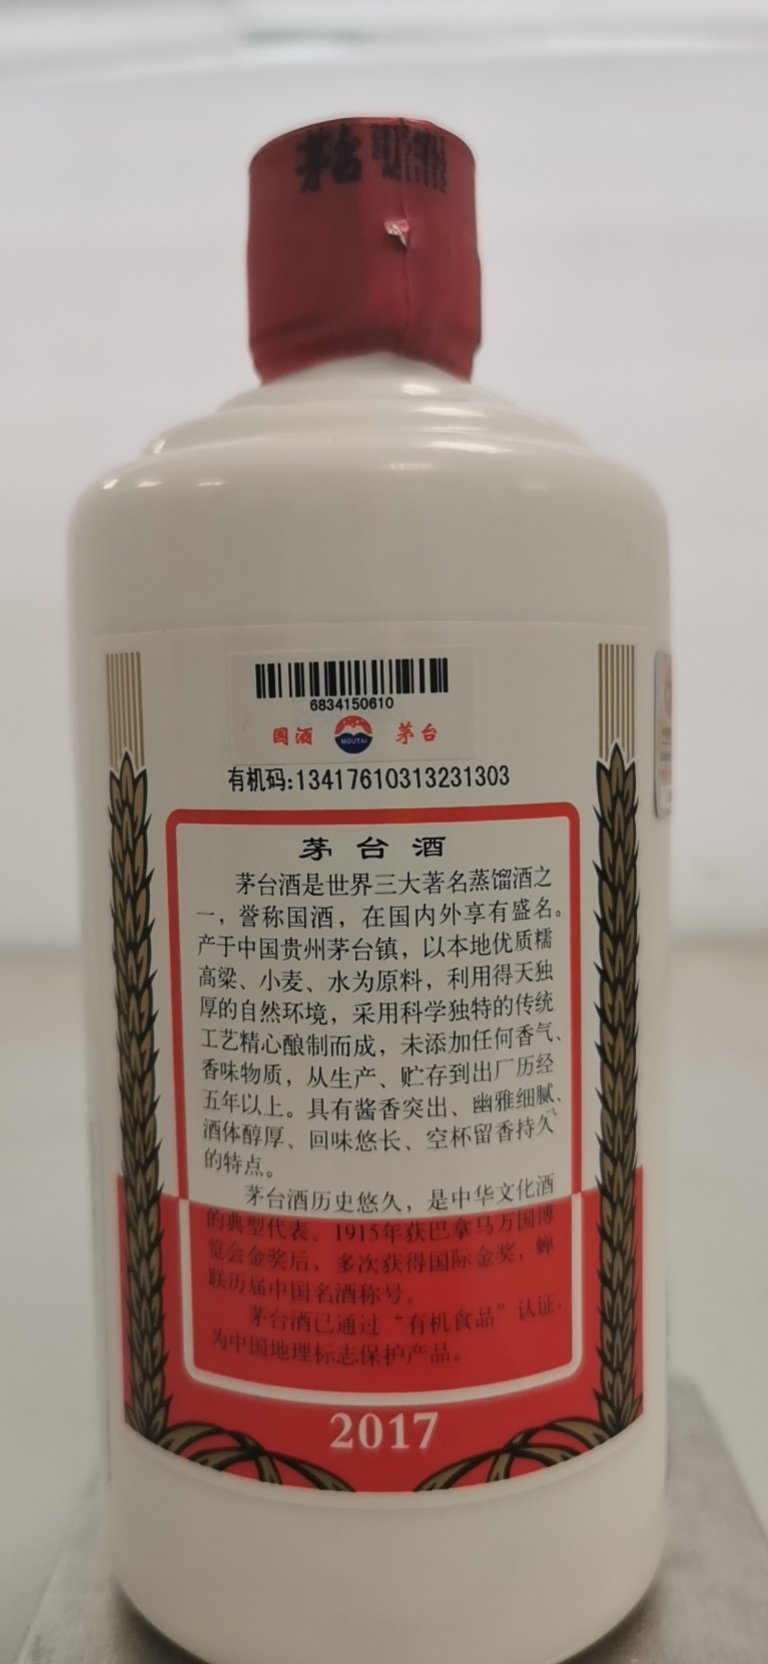 茅台
6834150610
国酒 MOUTAI 茅台
有机码:13417610313231303
茅台酒
茅台酒是世界三大著名蒸馏酒之
一，誉称国酒，在国内外享有盛名。
产于中国贵州茅台镇，以本地优质糯
高粱、小麦、水为原料，利用得天独
厚的自然环境，采用科学独特的传统
工艺精心酿制而成，未添加任何香气、
香味物质，从生产、贮存到出厂历经
五年以上。具有酱香突出、幽雅细腻、
酒体醇厚、回味悠长、空杯留香持久
的特点。
茅台酒历史悠久，是中华文化酒
的典型代表。1915年获巴拿马万国博
览会金奖后，多次获得国际金奖，蝉
联历届中国名酒称号。
茅台酒已通过“有机食品”认证，
为中国地理标志保护产品。
2017